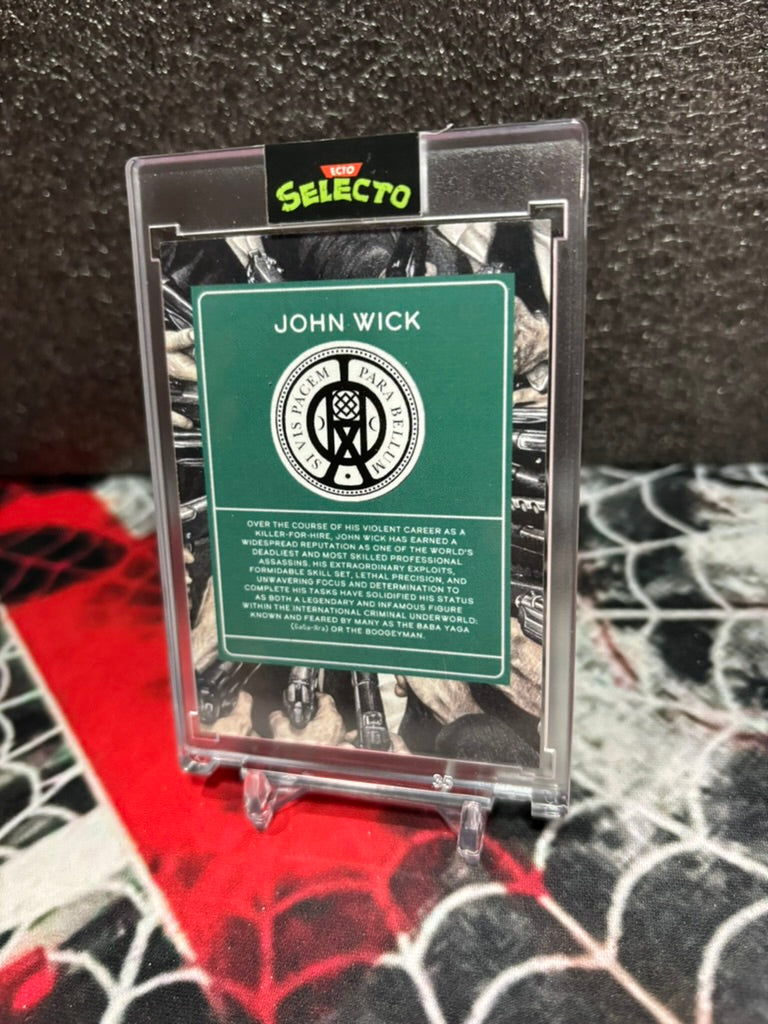 ECTO
SELECTO
JOHN WICK
SI VIS PACEM PARA BELLUM
OVER THE COURSE OF HIS VIOLENT CAREER AS A
KILLER-FOR-HIRE, JOHN WICK HAS EARNED A
WIDESPREAD REPUTATION AS ONE OF THE WORLD'S
DEADLIEST AND MOST SKILLED PROFESSIONAL
ASSASSINS. HIS EXTRAORDINARY EXPLOITS,
FORMIDABLE SKILL SET, LETHAL PRECISION, AND
UNWAVERING FOCUS AND DETERMINATION TO
COMPLETE HIS TASKS HAVE SOLIDIFIED HIS STATUS
AS BOTH A LEGENDARY AND INFAMOUS FIGURE
WITHIN THE INTERNATIONAL CRIMINAL UNDERWORLD;
KNOWN AND FEARED BY MANY AS THE BABA YAGA
OR THE BOOGEYMAN.